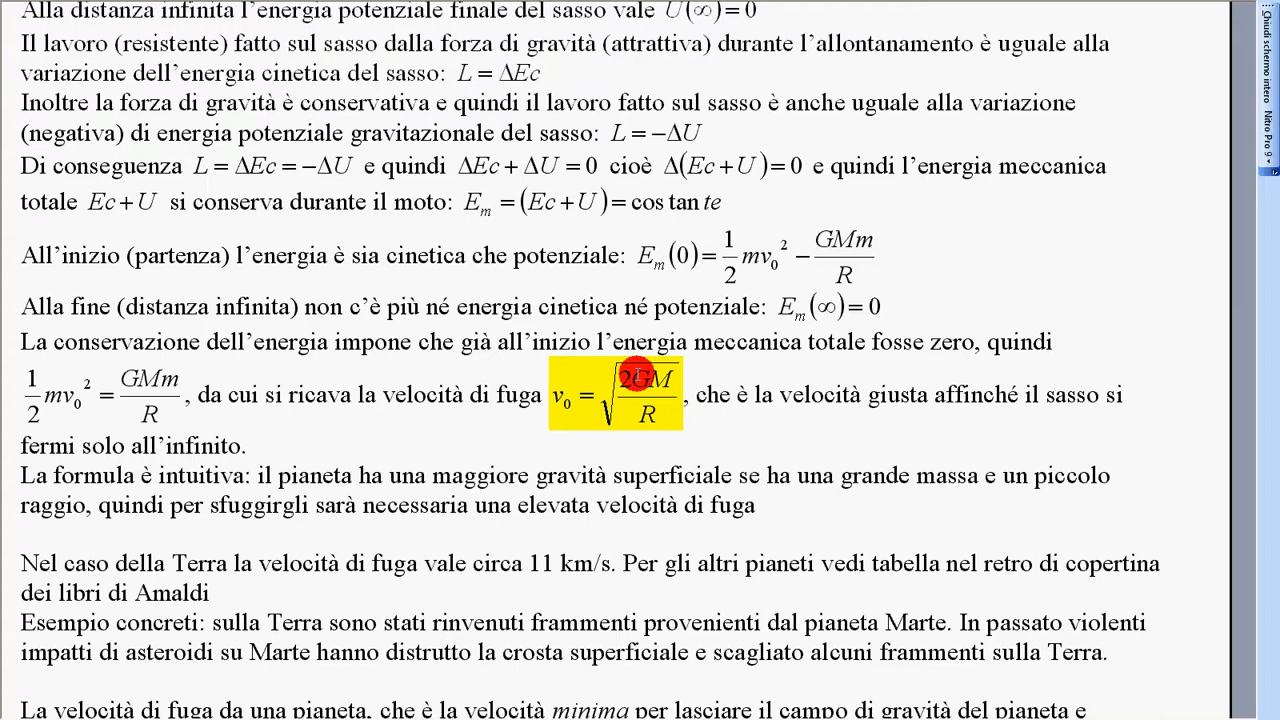 Alla distanza infinita l'energia potenziale finale del sasso vale U(∞)=0
Il lavoro (resistente) fatto sul sasso dalla forza di gravità (attrattiva) durante l'allontanamento è uguale alla
variazione dell'energia cinetica del sasso: L = ΔEc
Inoltre la forza di gravità è conservativa e quindi il lavoro fatto sul sasso è anche uguale alla variazione
(negativa) di energia potenziale gravitazionale del sasso: L = −ΔU
Di conseguenza L = ΔEc = −ΔU e quindi ΔEc + ΔU = 0 cioè Δ(Ec + U) = 0 e quindi l'energia meccanica
totale Ec + U si conserva durante il moto: E_m = (Ec + U) = cos tan te
All'inizio (partenza) l'energia è sia cinetica che potenziale: E_m(0) = 1/2 mv₀² − GMm/R
Alla fine (distanza infinita) non c'è più né energia cinetica né potenziale: E_m(∞) = 0
La conservazione dell'energia impone che già all'inizio l'energia meccanica totale fosse zero, quindi
1/2 mv₀² = GMm/R , da cui si ricava la velocità di fuga v₀ = √(2GM/R) , che è la velocità giusta affinché il sasso si
fermi solo all'infinito.
La formula è intuitiva: il pianeta ha una maggiore gravità superficiale se ha una grande massa e un piccolo
raggio, quindi per sfuggirgli sarà necessaria una elevata velocità di fuga
Nel caso della Terra la velocità di fuga vale circa 11 km/s. Per gli altri pianeti vedi tabella nel retro di copertina
dei libri di Amaldi
Esempio concreti: sulla Terra sono stati rinvenuti frammenti provenienti dal pianeta Marte. In passato violenti
impatti di asteroidi su Marte hanno distrutto la crosta superficiale e scagliato alcuni frammenti sulla Terra.
La velocità di fuga da una pianeta, che è la velocità minima per lasciare il campo di gravità del pianeta e
Chiudi schermo intero
Nitro Pro 9